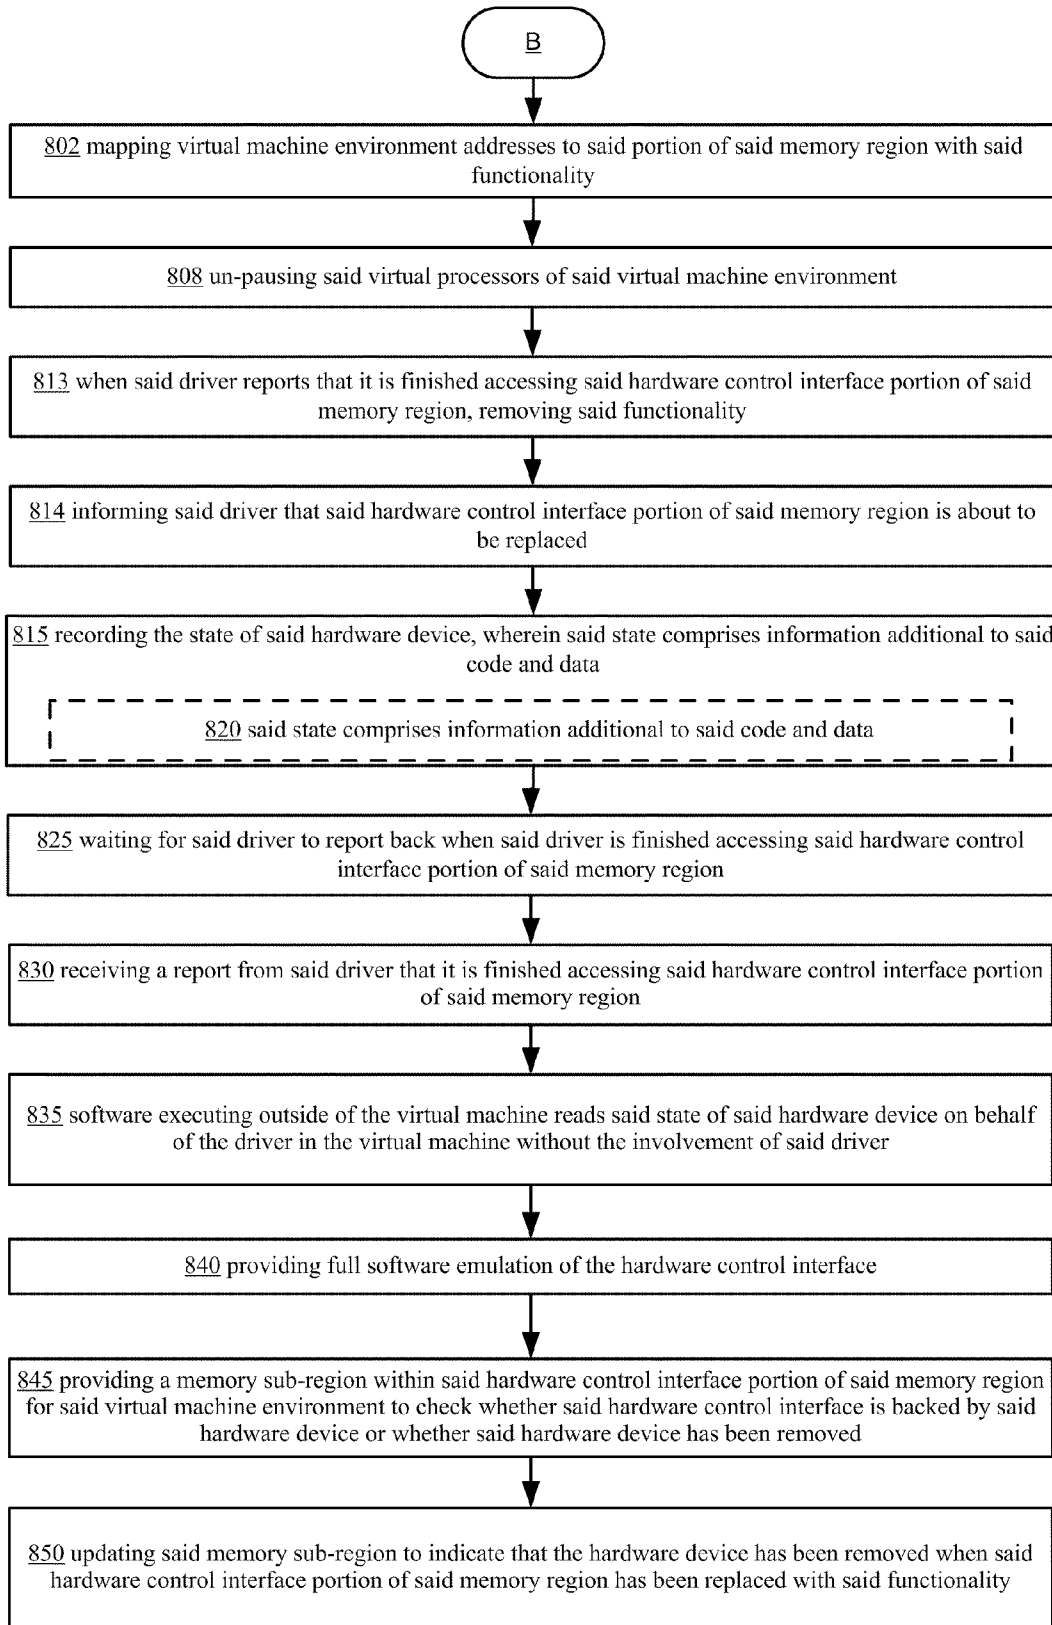 B
802 mapping virtual machine environment addresses to said portion of said memory region with said
functionality
808 un-pausing said virtual processors of said virtual machine environment
813 when said driver reports that it is finished accessing said hardware control interface portion of said
memory region, removing said functionality
814 informing said driver that said hardware control interface portion of said memory region is about to
be replaced
815 recording the state of said hardware device, wherein said state comprises information additional to said
code and data
820 said state comprises information additional to said code and data
825 waiting for said driver to report back when said driver is finished accessing said hardware control
interface portion of said memory region
830 receiving a report from said driver that it is finished accessing said hardware control interface portion
of said memory region
835 software executing outside of the virtual machine reads said state of said hardware device on behalf
of the driver in the virtual machine without the involvement of said driver
840 providing full software emulation of the hardware control interface
845 providing a memory sub-region within said hardware control interface portion of said memory region
for said virtual machine environment to check whether said hardware control interface is backed by said
hardware device or whether said hardware device has been removed
850 updating said memory sub-region to indicate that the hardware device has been removed when said
hardware control interface portion of said memory region has been replaced with said functionality